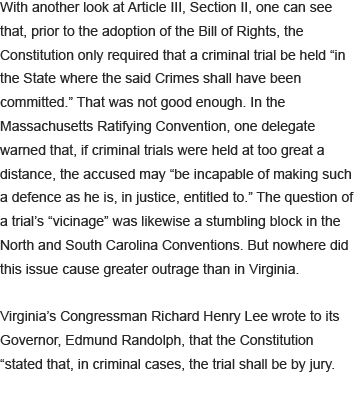 With another look at Article III, Section II, one can see
that, prior to the adoption of the Bill of Rights, the
Constitution only required that a criminal trial be held “in
the State where the said Crimes shall have been
committed.” That was not good enough. In the
Massachusetts Ratifying Convention, one delegate
warned that, if criminal trials were held at too great a
distance, the accused may “be incapable of making such
a defence as he is, in justice, entitled to.” The question of
a trial’s “vicinage” was likewise a stumbling block in the
North and South Carolina Conventions. But nowhere did
this issue cause greater outrage than in Virginia.
Virginia’s Congressman Richard Henry Lee wrote to its
Governor, Edmund Randolph, that the Constitution
“stated that, in criminal cases, the trial shall be by jury.